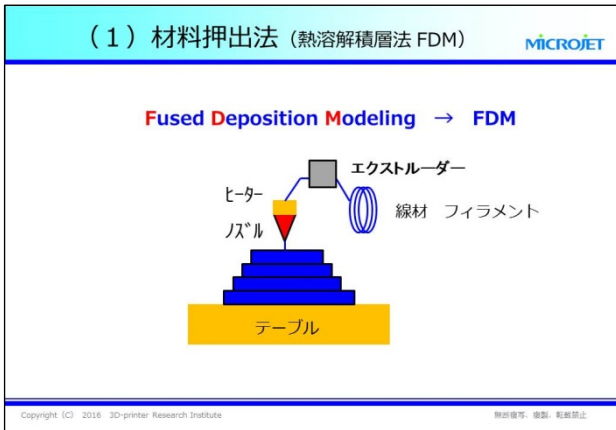 （１）材料押出法（熱溶解積層法 FDM）
MICROJET
Fused Deposition Modeling → FDM
エクストルーダー
ﾋｰﾀｰ
線材 フィラメント
ﾉｽﾞﾙ
テーブル
Copyright (C) 2016 3D-printer Research Institute
無断複写、複製、転載禁止